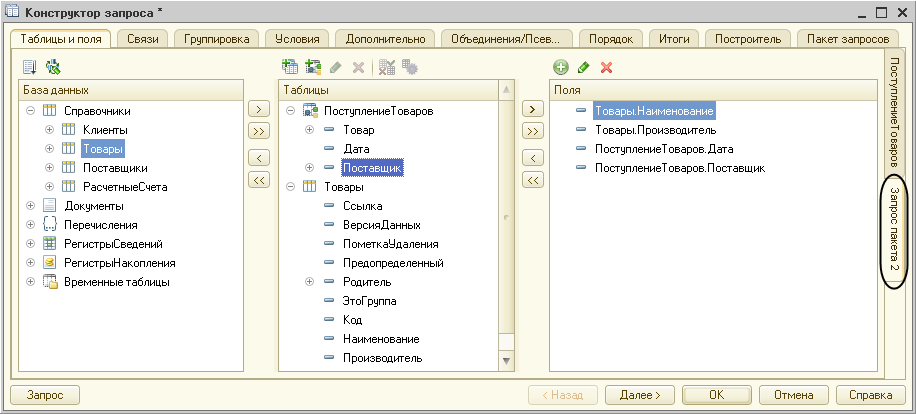 Конструктор запроса *
Таблицы и поля
Связи
Группировка
Условия
Дополнительно
Объединения/Псев...
Порядок
Итоги
Построитель
Пакет запросов
База данных
Справочники
Клиенты
Товары
Поставщики
РасчетныеСчета
Документы
Перечисления
РегистрыСведений
РегистрыНакопления
Временные таблицы
>
>>
<
<<
Таблицы
ПоступлениеТоваров
Товар
Дата
Поставщик
Товары
Ссылка
ВерсияДанных
ПометкаУдаления
Предопределенный
Родитель
ЭтоГруппа
Код
Наименование
Производитель
>
>>
<
<<
Поля
Товары.Наименование
Товары.Производитель
ПоступлениеТоваров.Дата
ПоступлениеТоваров.Поставщик
ПоступлениеТоваров
Запрос пакета 2
Запрос
< Назад
Далее >
OK
Отмена
Справка